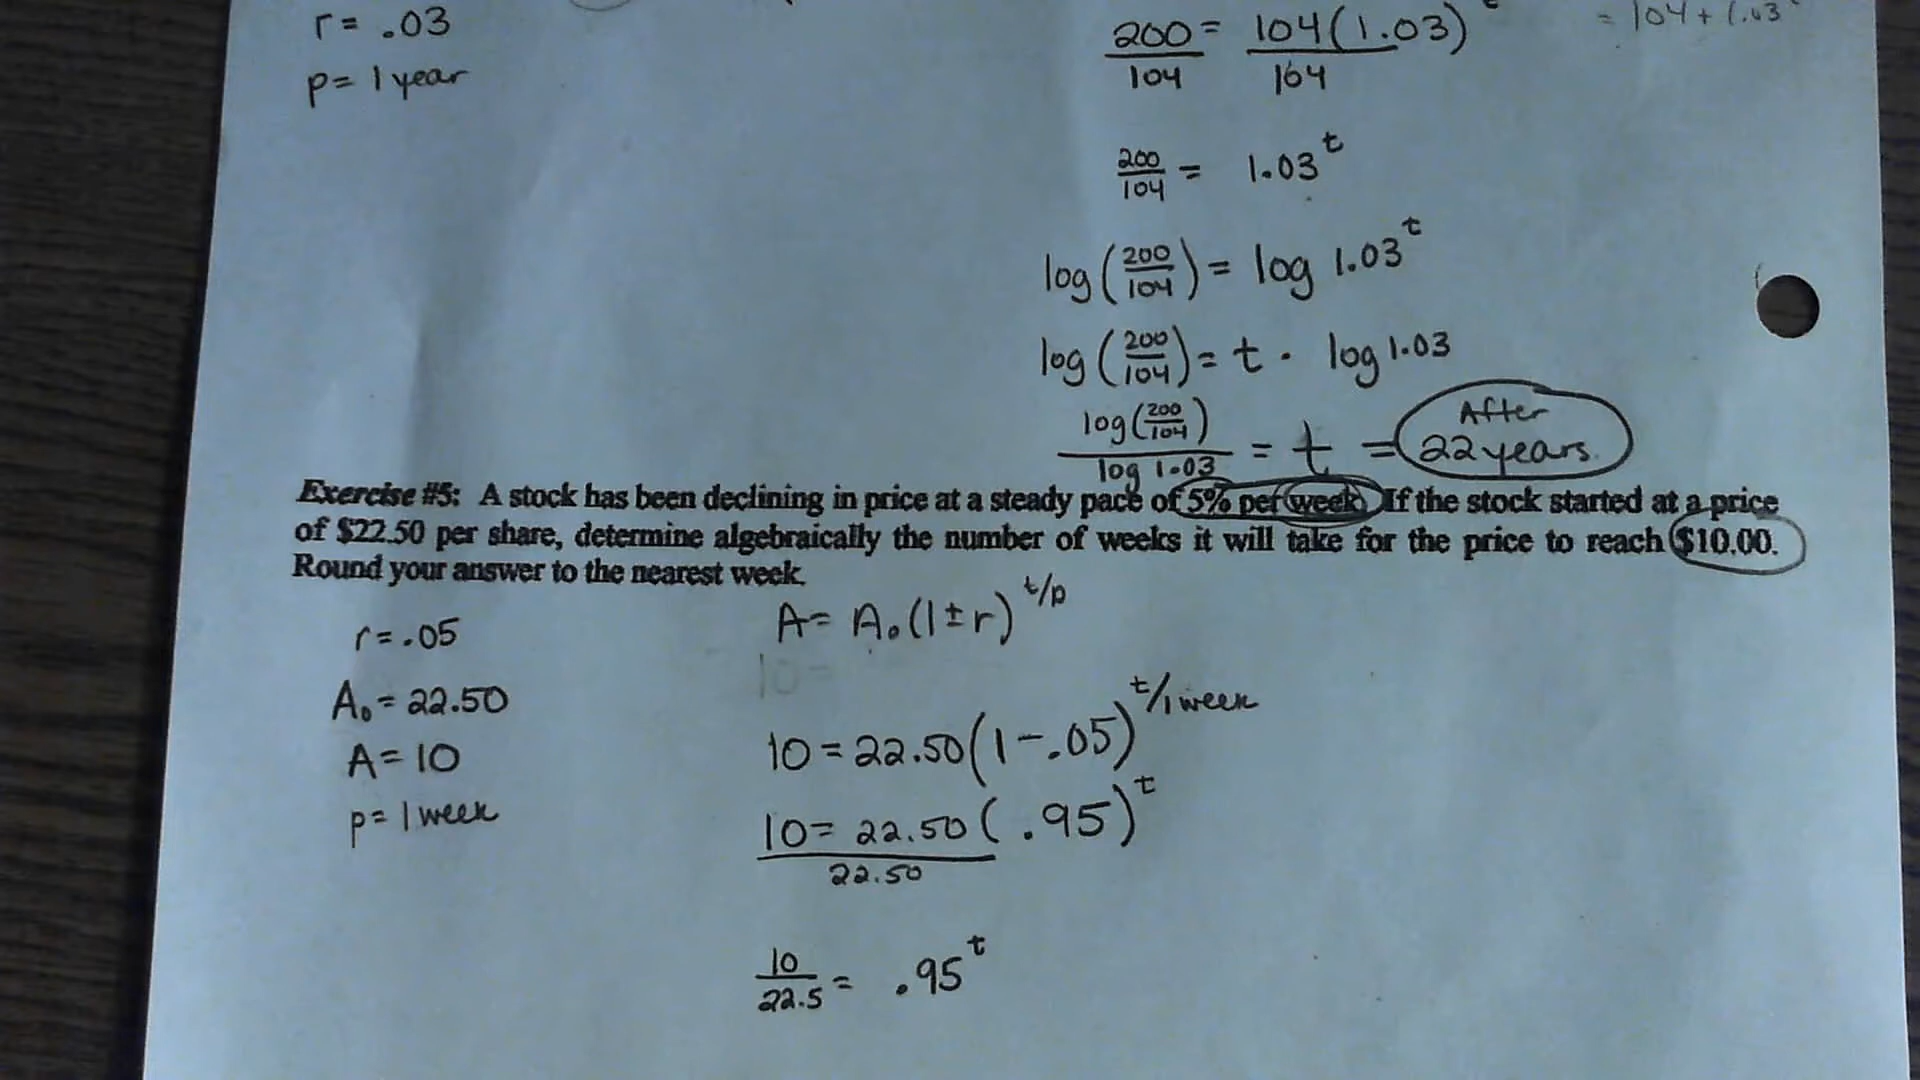 r = .03
p = 1 year
200 = 104(1.03)^t
104 104
= 104 + 1.03
200/104 = 1.03^t
log(200/104) = log 1.03^t
log(200/104) = t · log 1.03
log(200/104)/log 1.03 = t = After 22 years.
Exercise #5: A stock has been declining in price at a steady pace of 5% per week. If the stock started at a price
of $22.50 per share, determine algebraically the number of weeks it will take for the price to reach $10.00.
Round your answer to the nearest week.
A = A₀(1±r)^t/p
r = .05
10 =
A₀ = 22.50
10 = 22.50(1-.05)^t/1 week
A = 10
p = 1 week
10 = 22.50(.95)^t
22.50
10/22.5 = .95^t